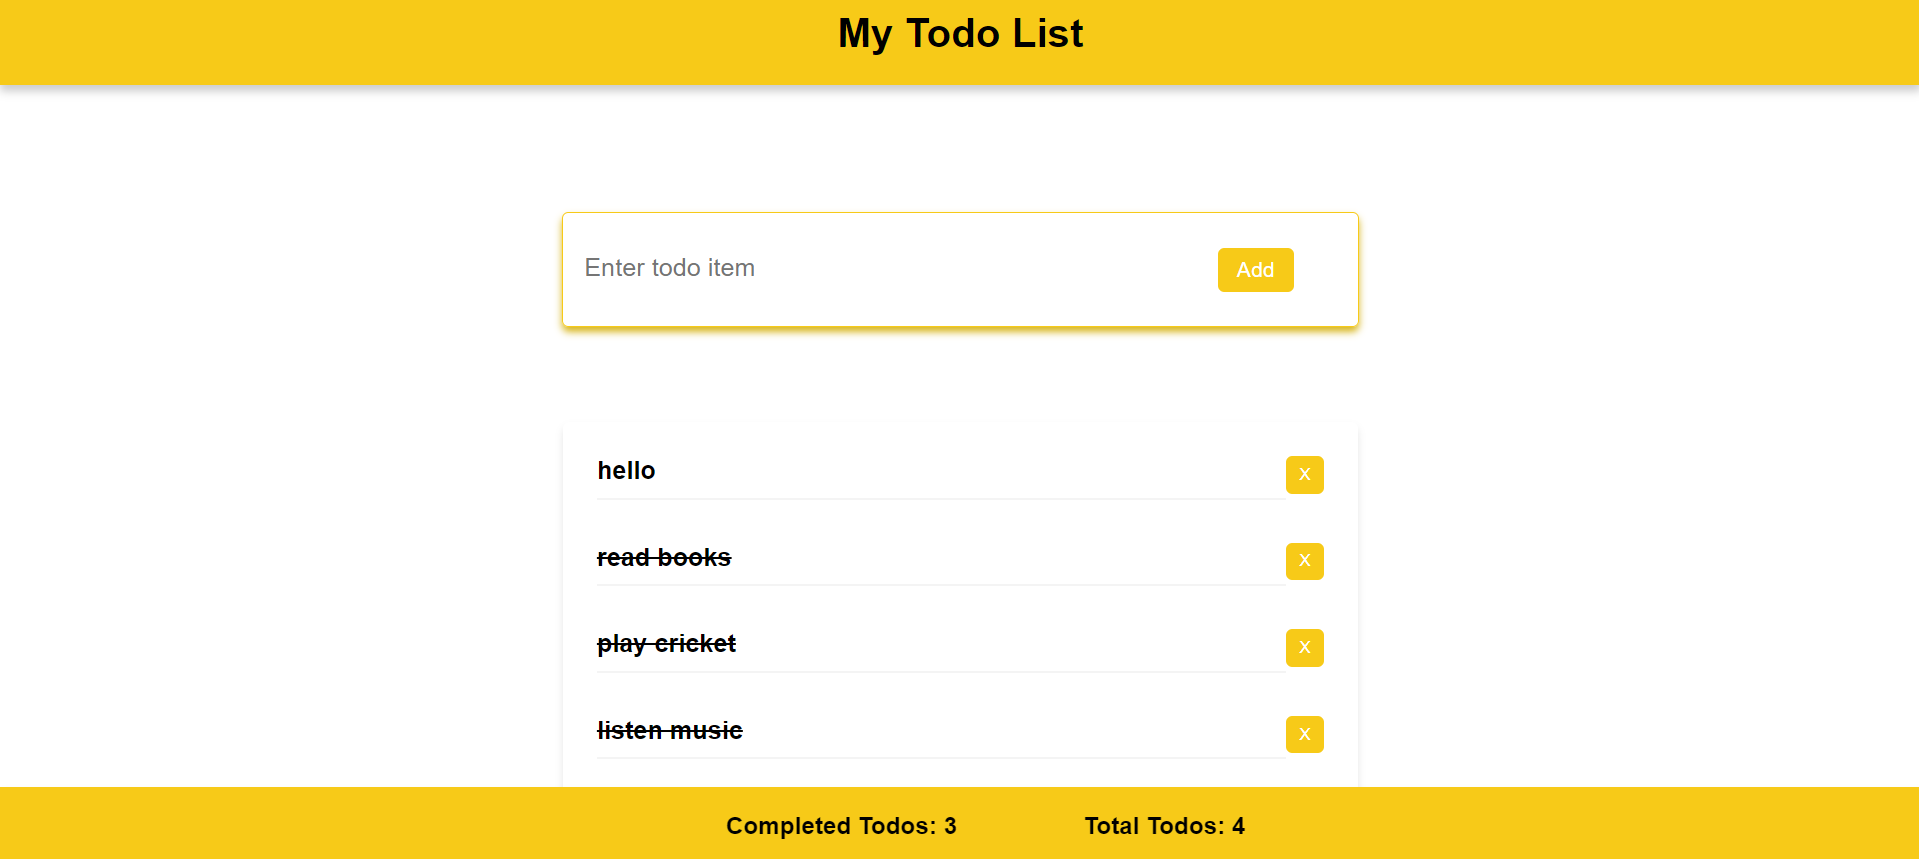 My Todo List
Enter todo item Add
hello X
read books X
play cricket X
listen music X
Completed Todos: 3 Total Todos: 4